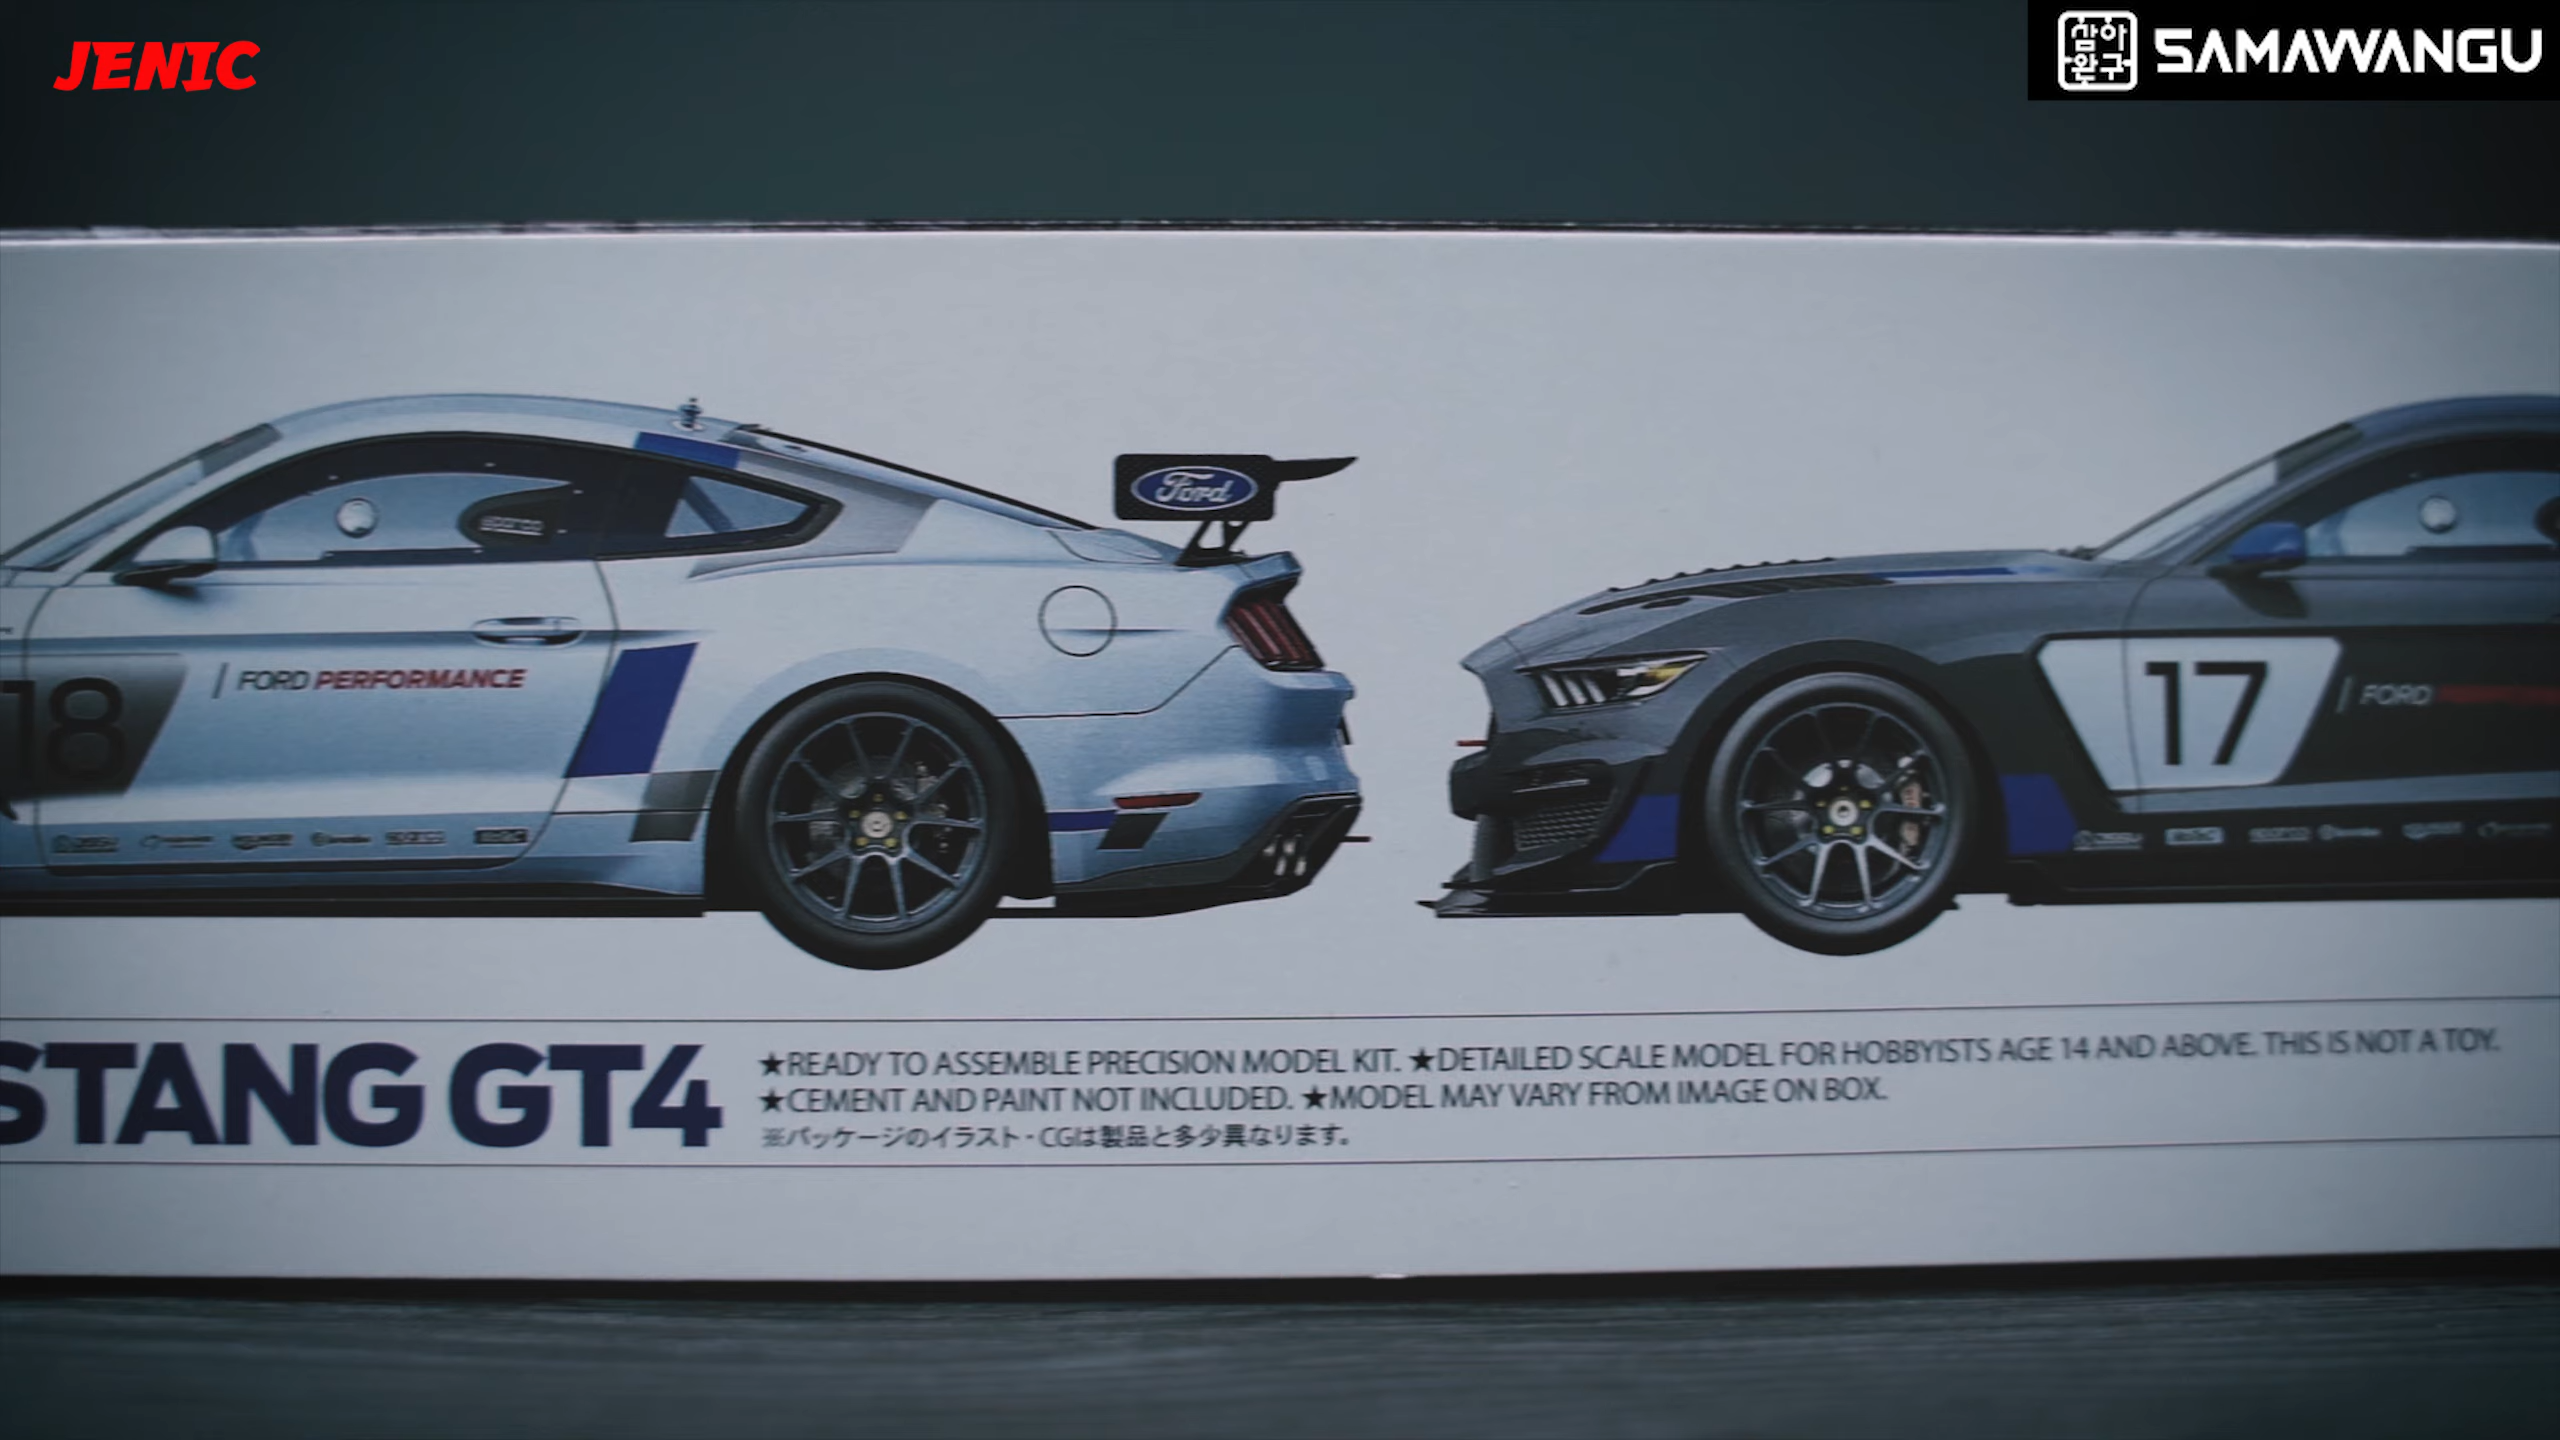 JENIC
삼아완구
SAMAWANGU
Ford
sparco
18
FORD PERFORMANCE
17
FORD
STANG GT4
★READY TO ASSEMBLE PRECISION MODEL KIT. ★DETAILED SCALE MODEL FOR HOBBYISTS AGE 14 AND ABOVE. THIS IS NOT A TOY.
★CEMENT AND PAINT NOT INCLUDED. ★MODEL MAY VARY FROM IMAGE ON BOX.
※パッケージのイラスト・CGは製品と多少異なります。